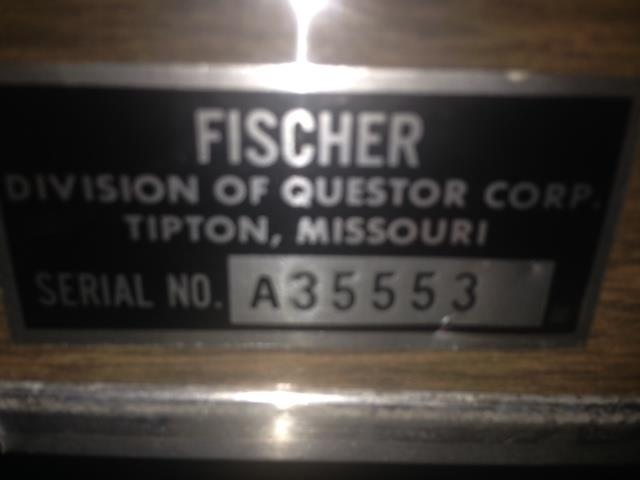 FISCHER
DIVISION OF QUESTOR CORP.
TIPTON, MISSOURI
SERIAL NO. A35553